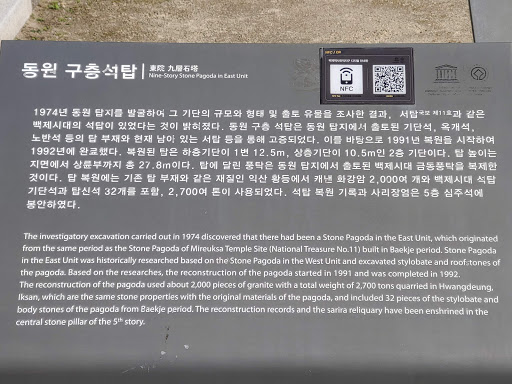 동원 구층석탑 | 東院 九層石塔
Nine-Story Stone Pagoda in East Unit
NFC
1974년 동원 탑지를 발굴하여 그 기단의 규모와 형태 및 출토 유물을 조사한 결과, 서탑국보 제11호과 같은
백제시대의 석탑이 있었다는 것이 밝혀졌다. 동원 구층 석탑은 동원 탑지에서 출토된 기단석, 옥개석,
노반석 등의 탑 부재와 현재 남아 있는 서탑 등을 통해 고증되었다. 이를 바탕으로 1991년 복원을 시작하여
1992년에 완료했다. 복원된 탑은 하층기단이 1변 12.5m, 상층기단이 10.5m인 2층 기단이다. 탑 높이는
지면에서 상륜부까지 총 27.8m이다. 탑에 달린 풍탁은 동원 탑지에서 출토된 백제시대 금동풍탁을 복제한
것이다. 탑 복원에는 기존 탑 부재와 같은 재질인 익산 황등에서 캐낸 화강암 2,000여 개와 백제시대 석탑
기단석과 탑신석 32개를 포함, 2,700여 톤이 사용되었다. 석탑 복원 기록과 사리장엄은 5층 심주석에
봉안하였다.
The investigatory excavation carried out in 1974 discovered that there had been a Stone Pagoda in the East Unit, which originated
from the same period as the Stone Pagoda of Mireuksa Temple Site (National Treasure No.11) built in Baekje period. Stone Pagoda
in the East Unit was historically researched based on the Stone Pagoda in the West Unit and excavated stylobate and roof:tones of
the pagoda. Based on the researches, the reconstruction of the pagoda started in 1991 and was completed in 1992.
The reconstruction of the pagoda used about 2,000 pieces of granite with a total weight of 2,700 tons quarried in Hwangdeung,
Iksan, which are the same stone properties with the original materials of the pagoda, and included 32 pieces of the stylobate and
body stones of the pagoda from Baekje period. The reconstruction records and the sarira reliquary have been enshrined in the
central stone pillar of the 5th story.